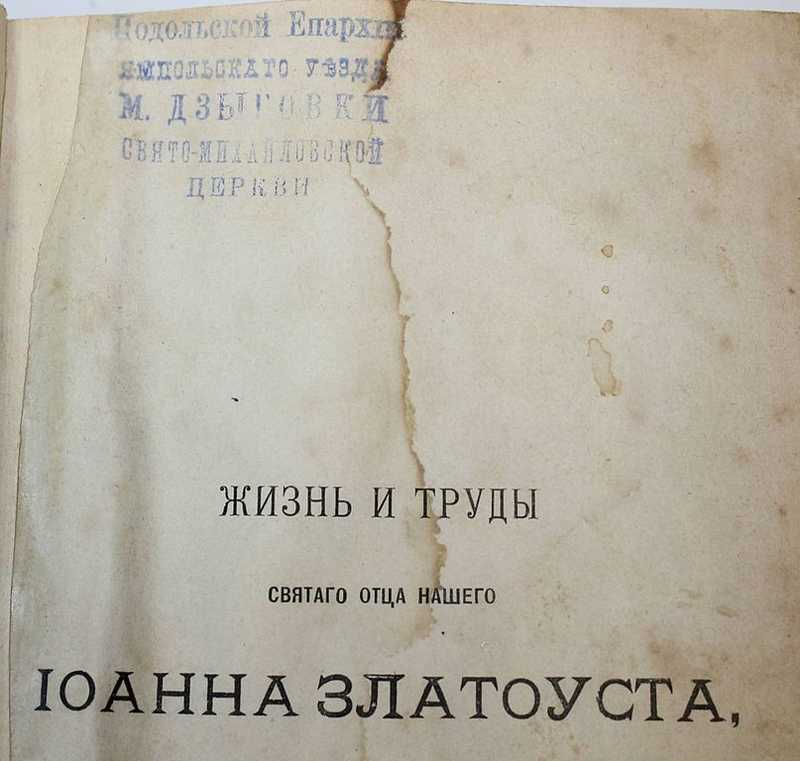 Подольской Епархіи
ЯМПОЛЬСКАГО УѢЗДА
М. ДЗЫГОВКИ
СВЯТО-МИХАЙЛОВСКОЙ
ЦЕРКВИ
ЖИЗНЬ И ТРУДЫ
СВЯТАГО ОТЦА НАШЕГО
ІОАННА ЗЛАТОУСТА,